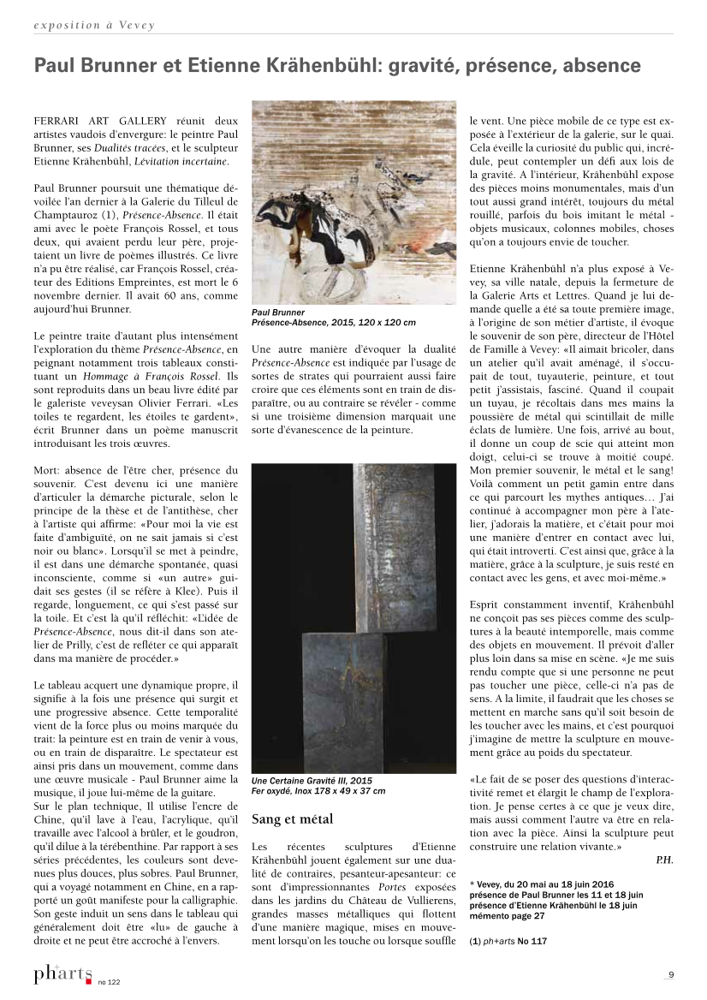 exposition à Vevey
Paul Brunner et Etienne Krähenbühl: gravité, présence, absence
FERRARI ART GALLERY réunit deux
artistes vaudois d'envergure: le peintre Paul
Brunner, ses Dualités tracées, et le sculpteur
Etienne Krähenbühl, Lévitation incertaine.
Paul Brunner poursuit une thématique dé-
voilée l'an dernier à la Galerie du Tilleul de
Champtauroz (1), Présence-Absence. Il était
ami avec le poète François Rossel, et tous
deux, qui avaient perdu leur père, proje-
taient un livre de poèmes illustrés. Ce livre
n'a pu être réalisé, car François Rossel, créa-
teur des Editions Empreintes, est mort le 6
novembre dernier. Il avait 60 ans, comme
aujourd'hui Brunner.
Le peintre traite d'autant plus intensément
l'exploration du thème Présence-Absence, en
peignant notamment trois tableaux consti-
tuant un Hommage à François Rossel. Ils
sont reproduits dans un beau livre édité par
le galeriste veveysan Olivier Ferrari. «Les
toiles te regardent, les étoiles te gardent»,
écrit Brunner dans un poème manuscrit
introduisant les trois œuvres.
Mort: absence de l'être cher, présence du
souvenir. C'est devenu ici une manière
d'articuler la démarche picturale, selon le
principe de la thèse et de l'antithèse, cher
à l'artiste qui affirme: «Pour moi la vie est
faite d'ambiguïté, on ne sait jamais si c'est
noir ou blanc». Lorsqu'il se met à peindre,
il est dans une démarche spontanée, quasi
inconsciente, comme si «un autre» gui-
dait ses gestes (il se réfère à Klee). Puis il
regarde, longuement, ce qui s'est passé sur
la toile. Et c'est là qu'il réfléchit: «L'idée de
Présence-Absence, nous dit-il dans son ate-
lier de Prilly, c'est de refléter ce qui apparaît
dans ma manière de procéder.»
Le tableau acquert une dynamique propre, il
signifie à la fois une présence qui surgit et
une progressive absence. Cette temporalité
vient de la force plus ou moins marquée du
trait: la peinture est en train de venir à vous,
ou en train de disparaître. Le spectateur est
ainsi pris dans un mouvement, comme dans
une œuvre musicale - Paul Brunner aime la
musique, il joue lui-même de la guitare.
Sur le plan technique, Il utilise l'encre de
Chine, qu'il lave à l'eau, l'acrylique, qu'il
travaille avec l'alcool à brûler, et le goudron,
qu'il dilue à la térébenthine. Par rapport à ses
séries précédentes, les couleurs sont deve-
nues plus douces, plus sobres. Paul Brunner,
qui a voyagé notamment en Chine, en a rap-
porté un goût manifeste pour la calligraphie.
Son geste induit un sens dans le tableau qui
généralement doit être «lu» de gauche à
droite et ne peut être accroché à l'envers.
Paul Brunner
Présence-Absence, 2015, 120 x 120 cm
Une autre manière d'évoquer la dualité
Présence-Absence est indiquée par l'usage de
sortes de strates qui pourraient aussi faire
croire que ces éléments sont en train de dis-
paraître, ou au contraire se révéler - comme
si une troisième dimension marquait une
sorte d'évanescence de la peinture.
Une Certaine Gravité III, 2015
Fer oxydé, Inox 178 x 49 x 37 cm
Sang et métal
Les récentes sculptures d'Etienne
Krähenbühl jouent également sur une dua-
lité de contraires, pesanteur-apesanteur: ce
sont d'impressionnantes Portes exposées
dans les jardins du Château de Vullierens,
grandes masses métalliques qui flottent
d'une manière magique, mises en mouve-
ment lorsqu'on les touche ou lorsque souffle
le vent. Une pièce mobile de ce type est ex-
posée à l'extérieur de la galerie, sur le quai.
Cela éveille la curiosité du public qui, incré-
dule, peut contempler un défi aux lois de
la gravité. A l'intérieur, Krähenbühl expose
des pièces moins monumentales, mais d'un
tout aussi grand intérêt, toujours du métal
rouillé, parfois du bois imitant le métal -
objets musicaux, colonnes mobiles, choses
qu'on a toujours envie de toucher.
Etienne Krähenbühl n'a plus exposé à Ve-
vey, sa ville natale, depuis la fermeture de
la Galerie Arts et Lettres. Quand je lui de-
mande quelle a été sa toute première image,
à l'origine de son métier d'artiste, il évoque
le souvenir de son père, directeur de l'Hôtel
de Famille à Vevey: «Il aimait bricoler, dans
un atelier qu'il avait aménagé, il s'occu-
pait de tout, tuyauterie, peinture, et tout
petit j'assistais, fasciné. Quand il coupait
un tuyau, je récoltais dans mes mains la
poussière de métal qui scintillait de mille
éclats de lumière. Une fois, arrivé au bout,
il donne un coup de scie qui atteint mon
doigt, celui-ci se trouve à moitié coupé.
Mon premier souvenir, le métal et le sang!
Voilà comment un petit gamin entre dans
ce qui parcourt les mythes antiques… J'ai
continué à accompagner mon père à l'ate-
lier, j'adorais la matière, et c'était pour moi
une manière d'entrer en contact avec lui,
qui était introverti. C'est ainsi que, grâce à la
matière, grâce à la sculpture, je suis resté en
contact avec les gens, et avec moi-même.»
Esprit constamment inventif, Krähenbühl
ne conçoit pas ses pièces comme des sculp-
tures à la beauté intemporelle, mais comme
des objets en mouvement. Il prévoit d'aller
plus loin dans sa mise en scène. «Je me suis
rendu compte que si une personne ne peut
pas toucher une pièce, celle-ci n'a pas de
sens. A la limite, il faudrait que les choses se
mettent en marche sans qu'il soit besoin de
les toucher avec les mains, et c'est pourquoi
j'imagine de mettre la sculpture en mouve-
ment grâce au poids du spectateur.
«Le fait de se poser des questions d'interac-
tivité remet et élargit le champ de l'explora-
tion. Je pense certes à ce que je veux dire,
mais aussi comment l'autre va être en rela-
tion avec la pièce. Ainsi la sculpture peut
construire une relation vivante.»
P.H.
* Vevey, du 20 mai au 18 juin 2016
présence de Paul Brunner les 11 et 18 juin
présence d'Etienne Krähenbühl le 18 juin
mémento page 27
(1) ph+arts No 117
ph+arts no 122
9